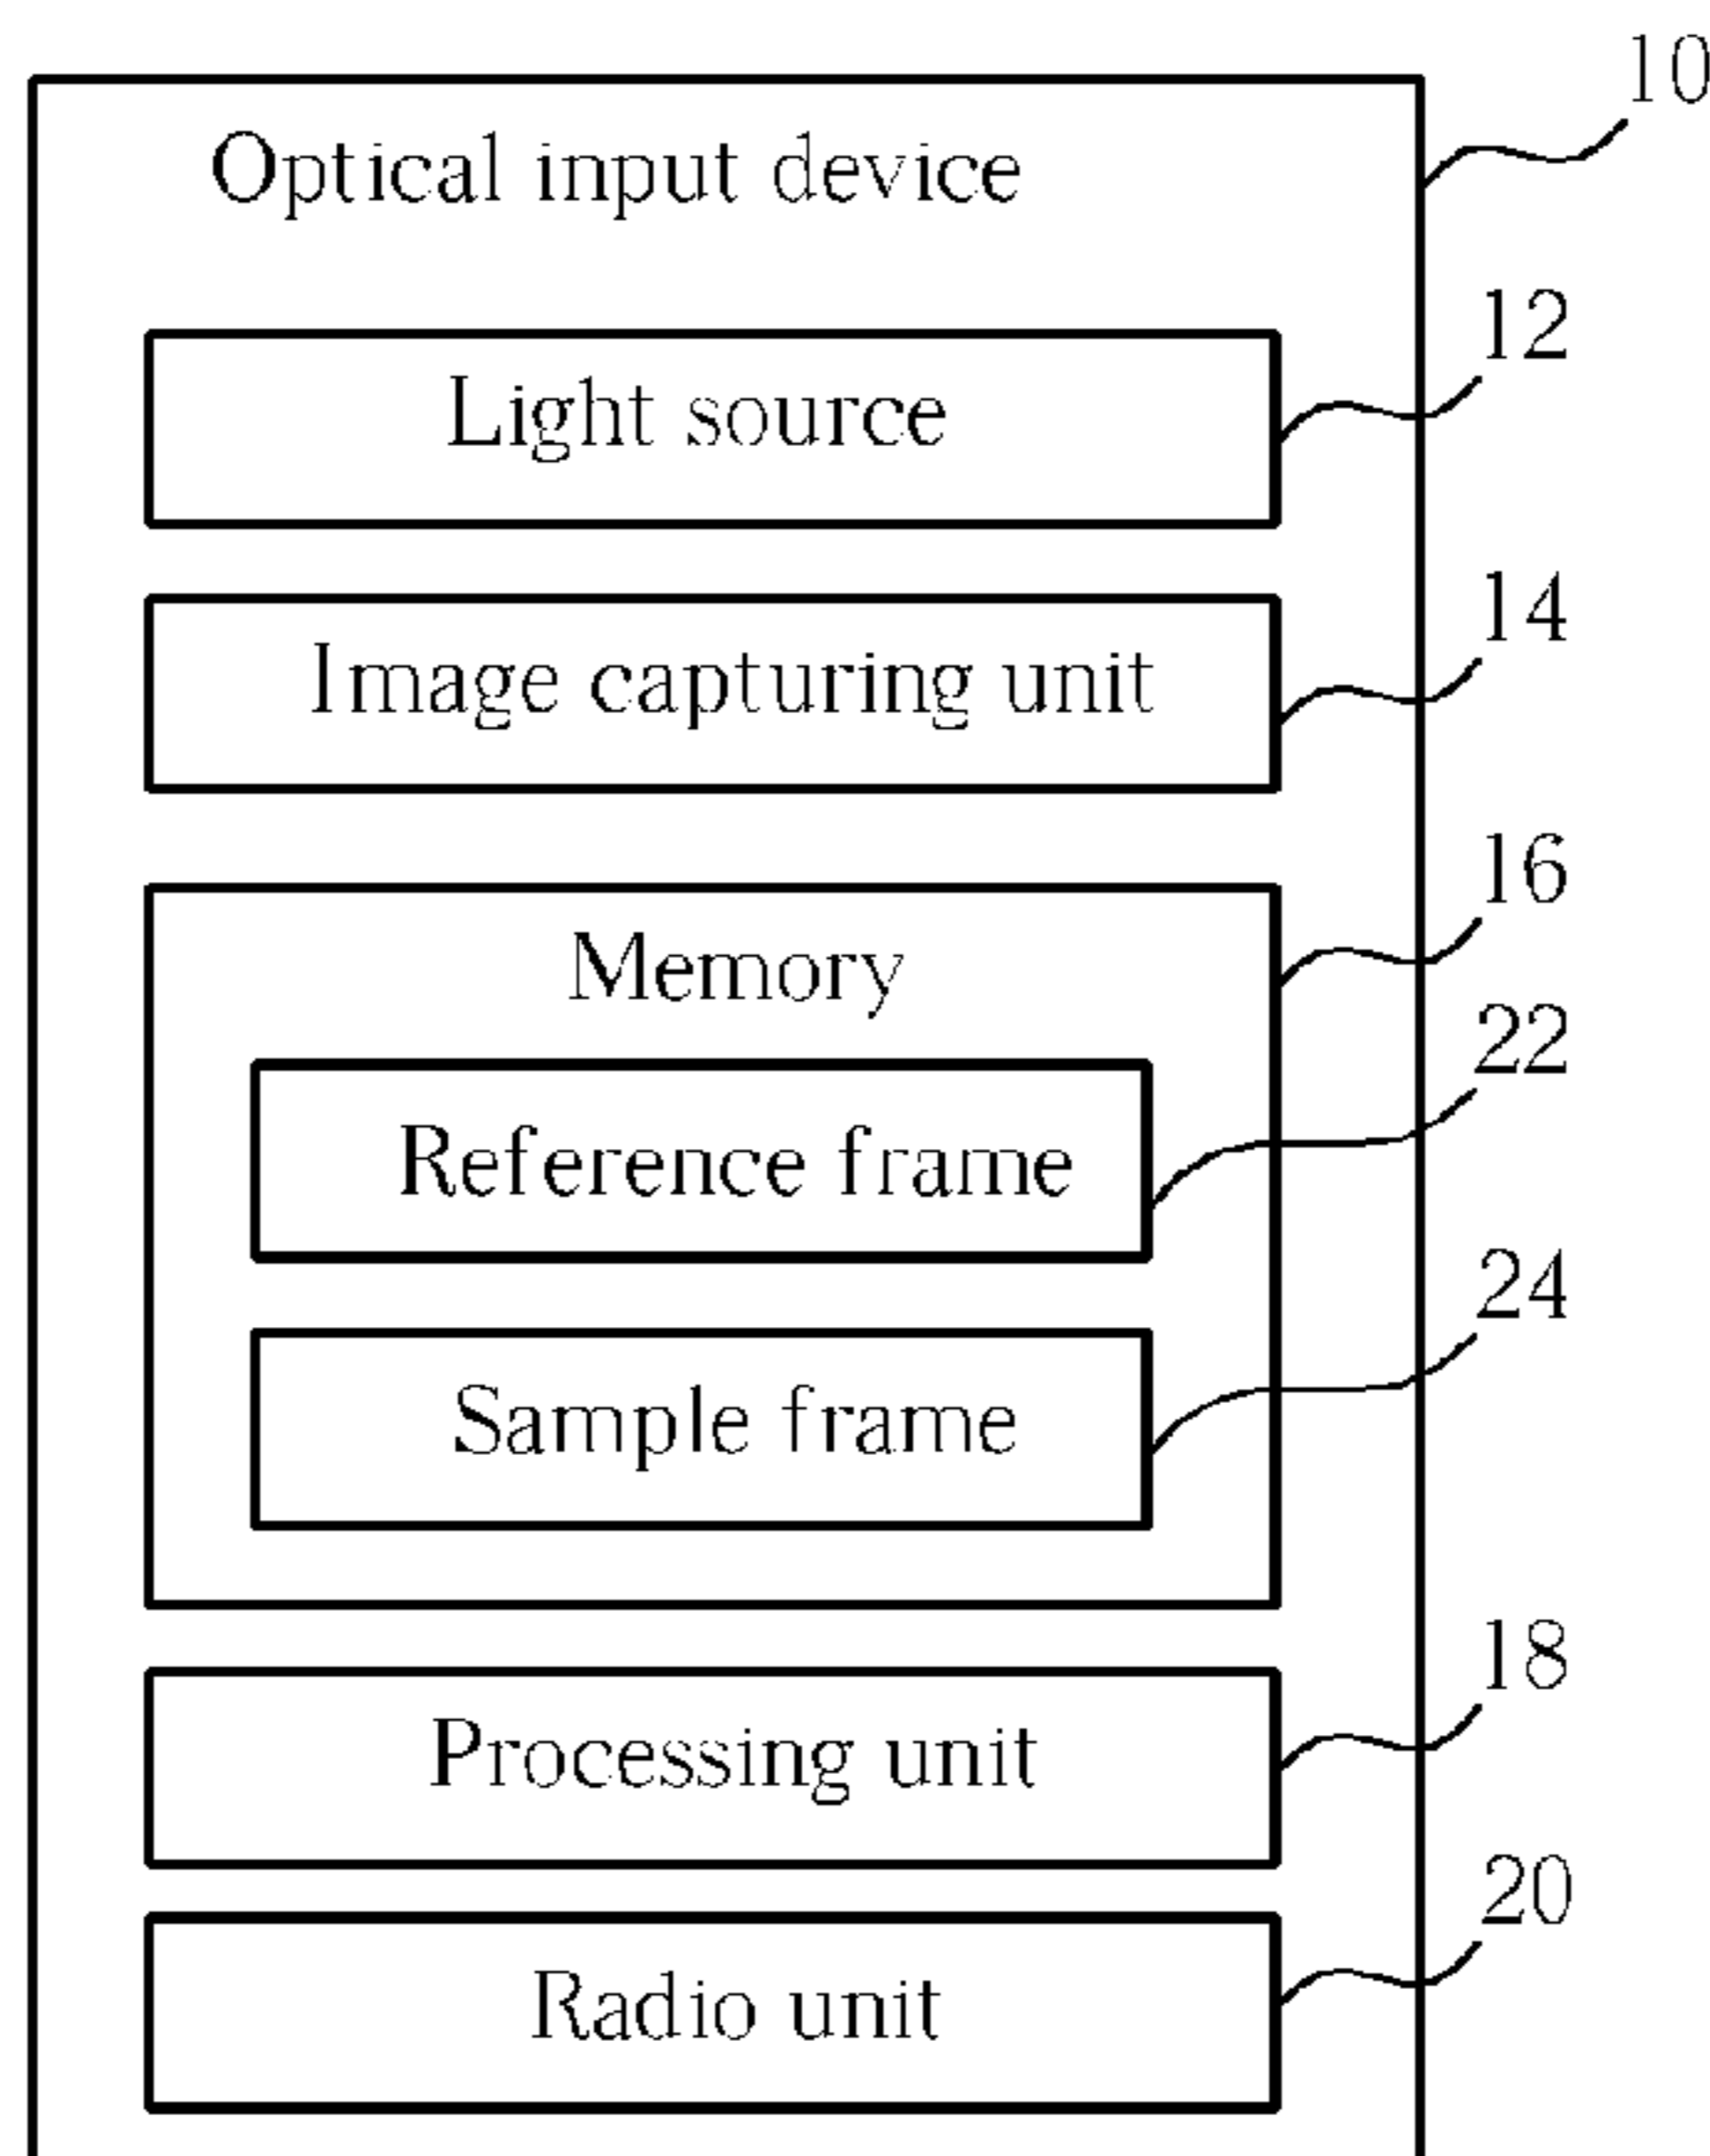 10
Optical input device
12
Light source
14
Image capturing unit
16
Memory
22
Reference frame
24
Sample frame
18
Processing unit
20
Radio unit